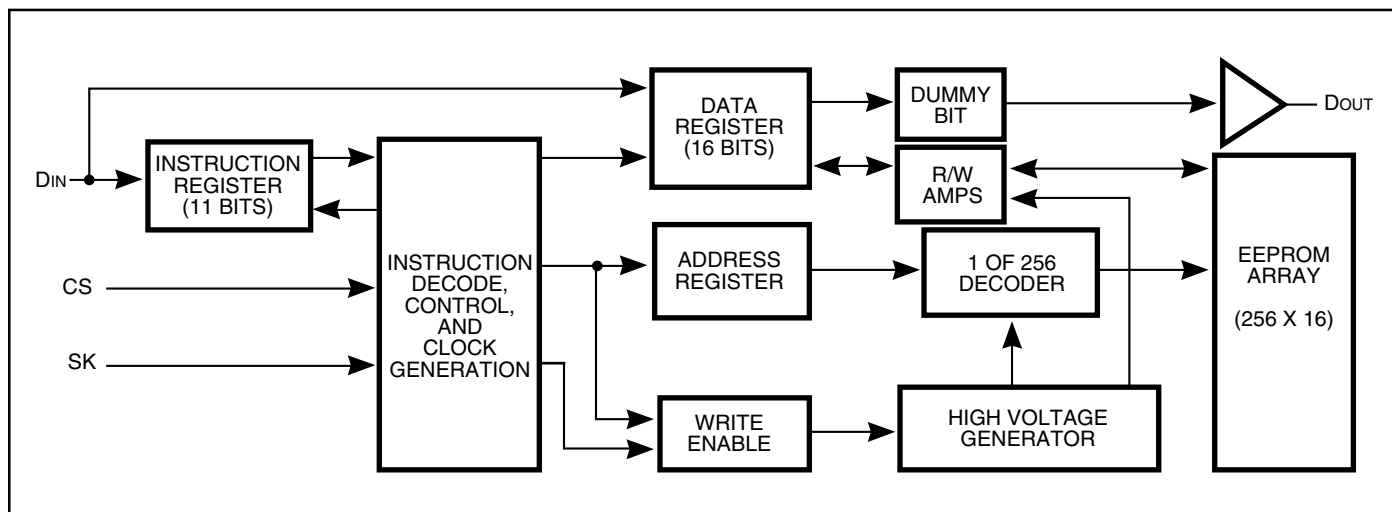 DATA
REGISTER
(16 BITS)
DUMMY
BIT
DOUT
DIN
INSTRUCTION
REGISTER
(11 BITS)
R/W
AMPS
CS
SK
INSTRUCTION
DECODE,
CONTROL,
AND
CLOCK
GENERATION
ADDRESS
REGISTER
1 OF 256
DECODER
EEPROM
ARRAY
(256 X 16)
WRITE
ENABLE
HIGH VOLTAGE
GENERATOR